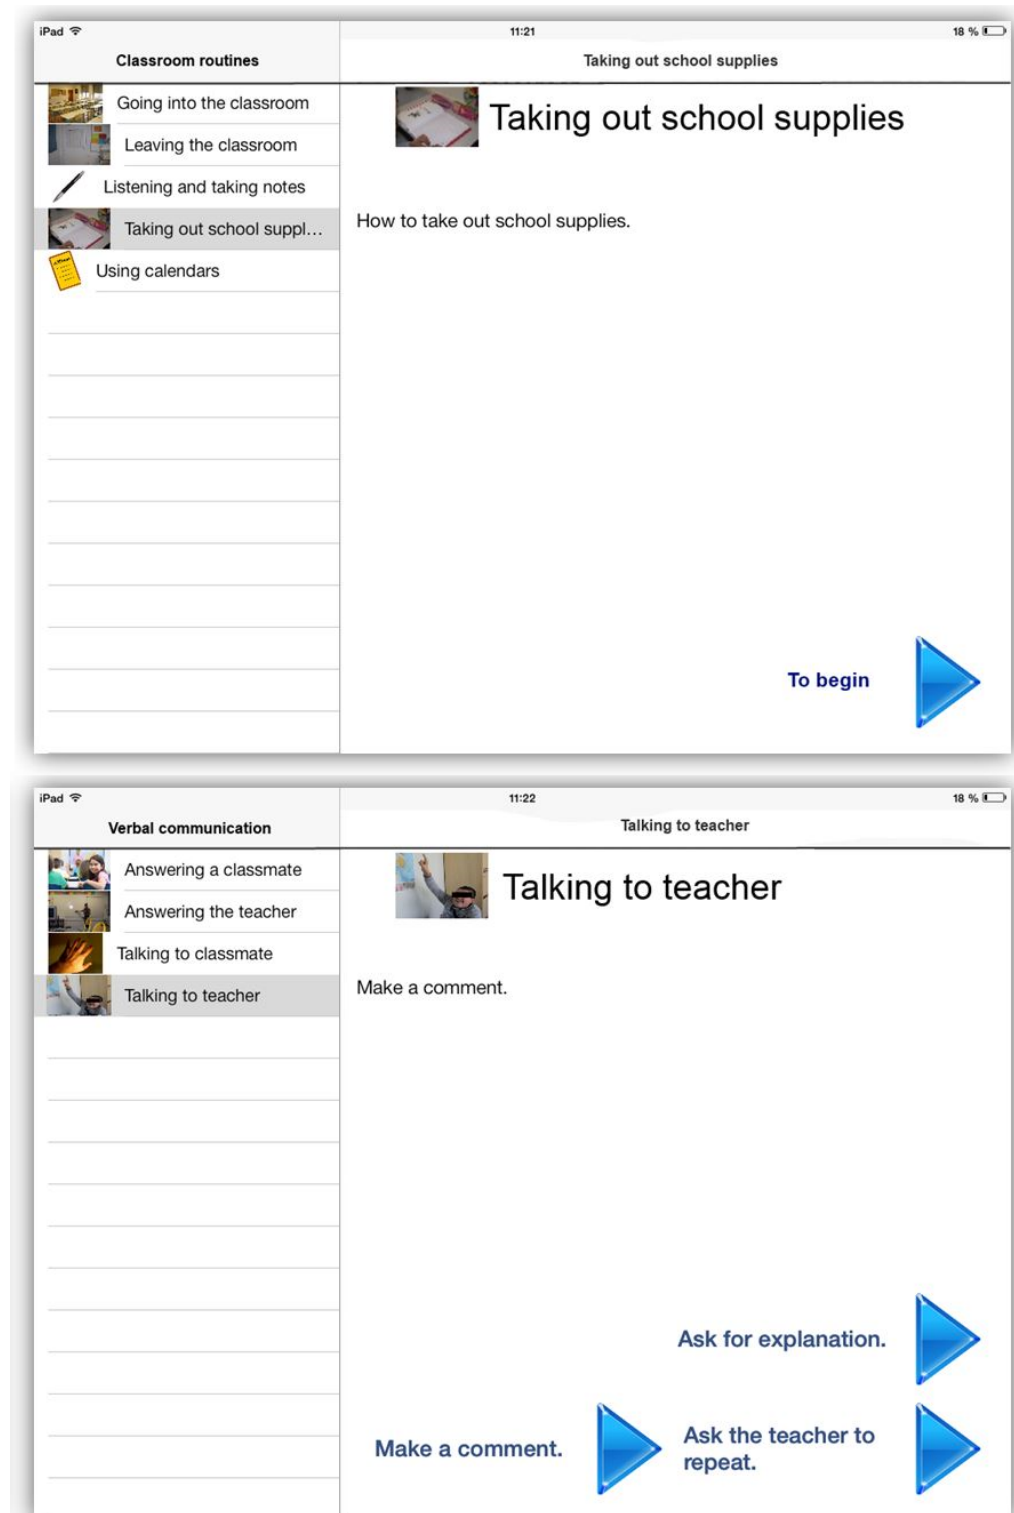 iPad 11:21 18 %
Classroom routines Taking out school supplies
Going into the classroom
Leaving the classroom
Listening and taking notes
Taking out school suppl...
Using calendars
Taking out school supplies
How to take out school supplies.
To begin
iPad 11:22 18 %
Verbal communication Talking to teacher
Answering a classmate
Answering the teacher
Talking to classmate
Talking to teacher
Talking to teacher
Make a comment.
Ask for explanation.
Make a comment.
Ask the teacher to
repeat.